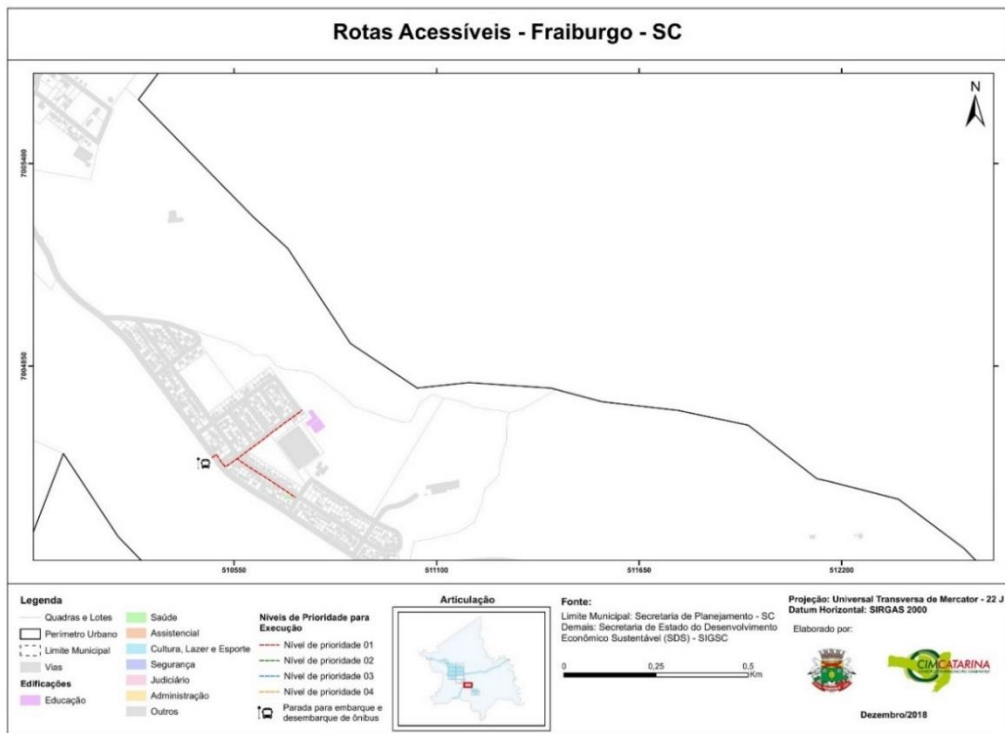 Rotas Acessíveis - Fraiburgo - SC
N
7005400
7004850
510550
511100
511650
512200
Legenda
Quadras e Lotes
Perímetro Urbano
Limite Municipal
Vias
Edificações
Educação
Saúde
Assistencial
Cultura, Lazer e Esporte
Segurança
Judiciário
Administração
Outros
Níveis de Prioridade para
Execução
Nível de prioridade 01
Nível de prioridade 02
Nível de prioridade 03
Nível de prioridade 04
Parada para embarque e
desembarque de ônibus
Articulação
Fonte:
Limite Municipal: Secretaria de Planejamento - SC
Demais: Secretaria de Estado do Desenvolvimento
Econômico Sustentável (SDS) - SIGSC
0 0,25 0,5
Km
Projeção: Universal Transversa de Mercator - 22 J
Datum Horizontal: SIRGAS 2000
Elaborado por:
CIMCATARINA
Dezembro/2018